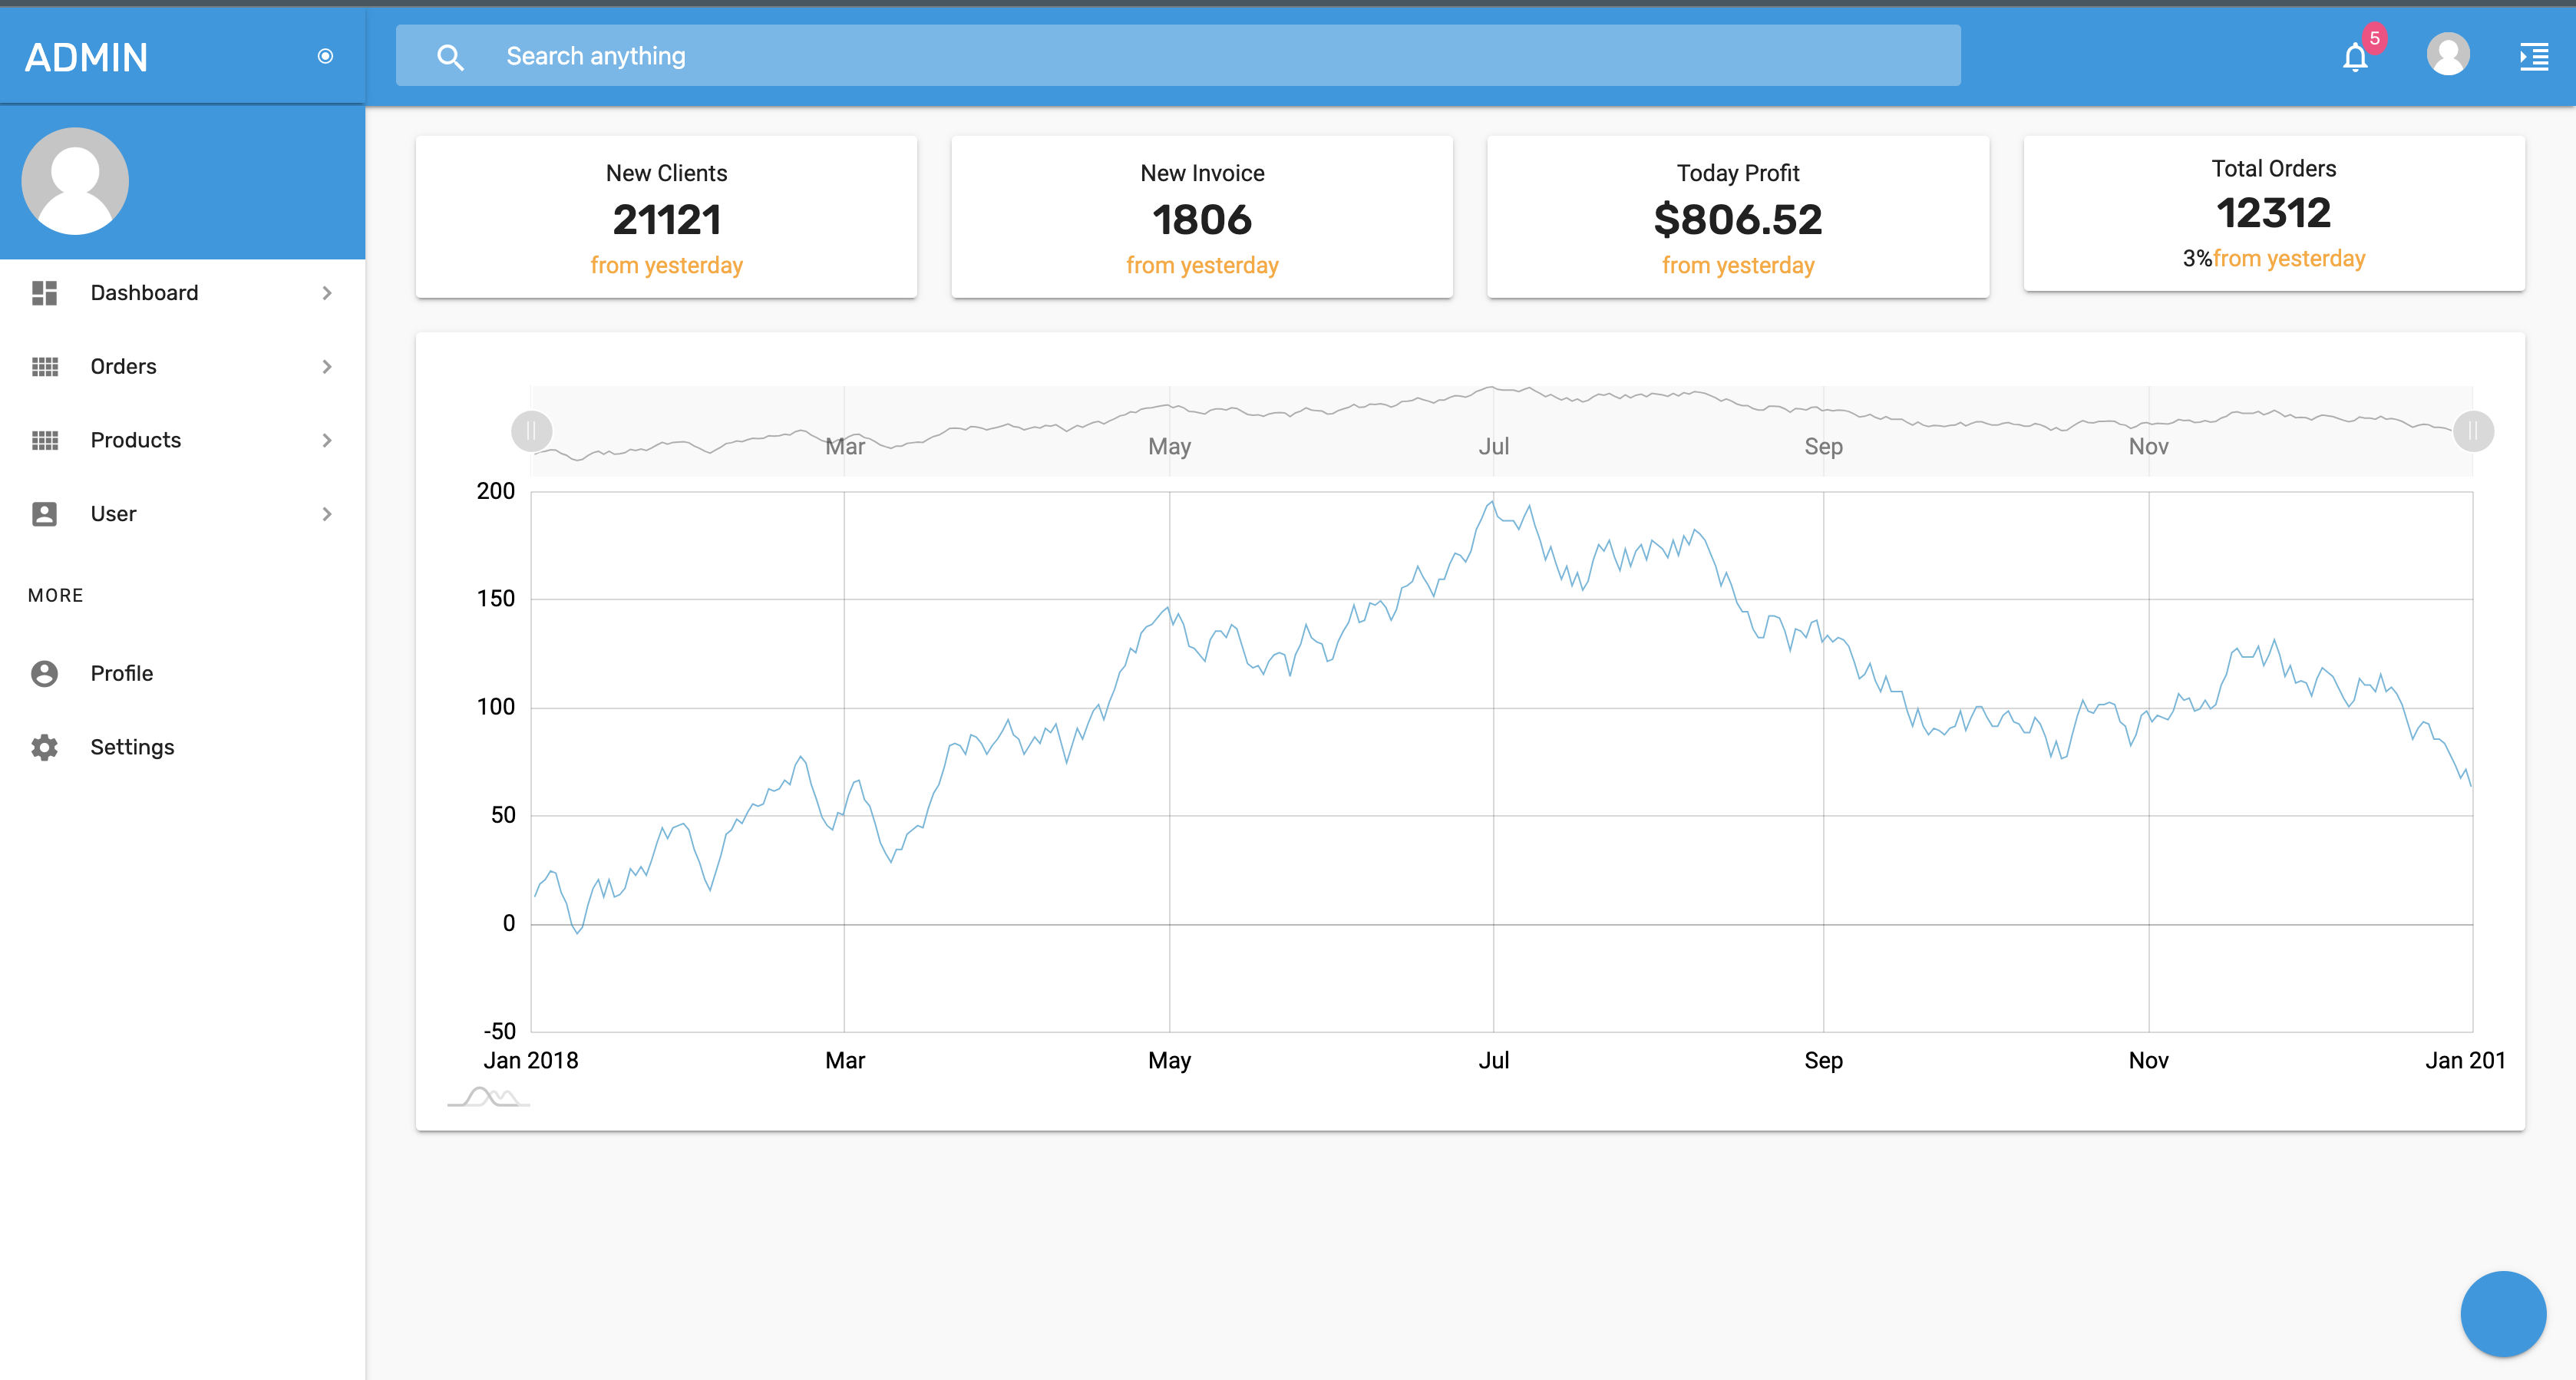 ADMIN
Search anything
5
Dashboard
Orders
Products
User
MORE
Profile
Settings
New Clients
21121
from yesterday
New Invoice
1806
from yesterday
Today Profit
$806.52
from yesterday
Total Orders
12312
3%from yesterday
Mar May Jul Sep Nov
200
150
100
50
0
-50
Jan 2018 Mar May Jul Sep Nov Jan 201